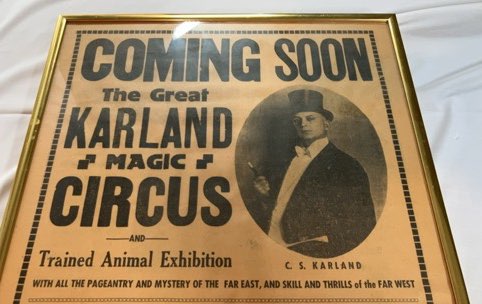 COMING SOON
The Great
KARLAND
MAGIC
CIRCUS
AND
Trained Animal Exhibition
C. S. KARLAND
WITH ALL THE PAGEANTRY AND MYSTERY OF THE FAR EAST, AND SKILL AND THRILLS of the FAR WEST